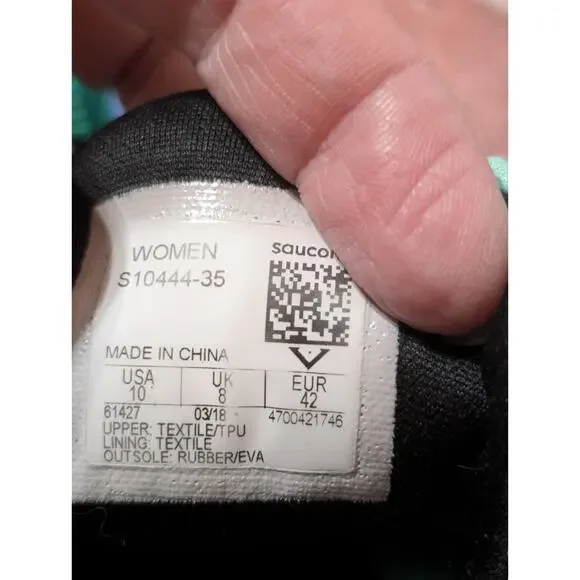 WOMEN
S10444-35
saucon
MADE IN CHINA
USA UK EUR
10 8 42
61427 03/18 4700421746
UPPER: TEXTILE/TPU
LINING: TEXTILE
OUTSOLE: RUBBER/EVA